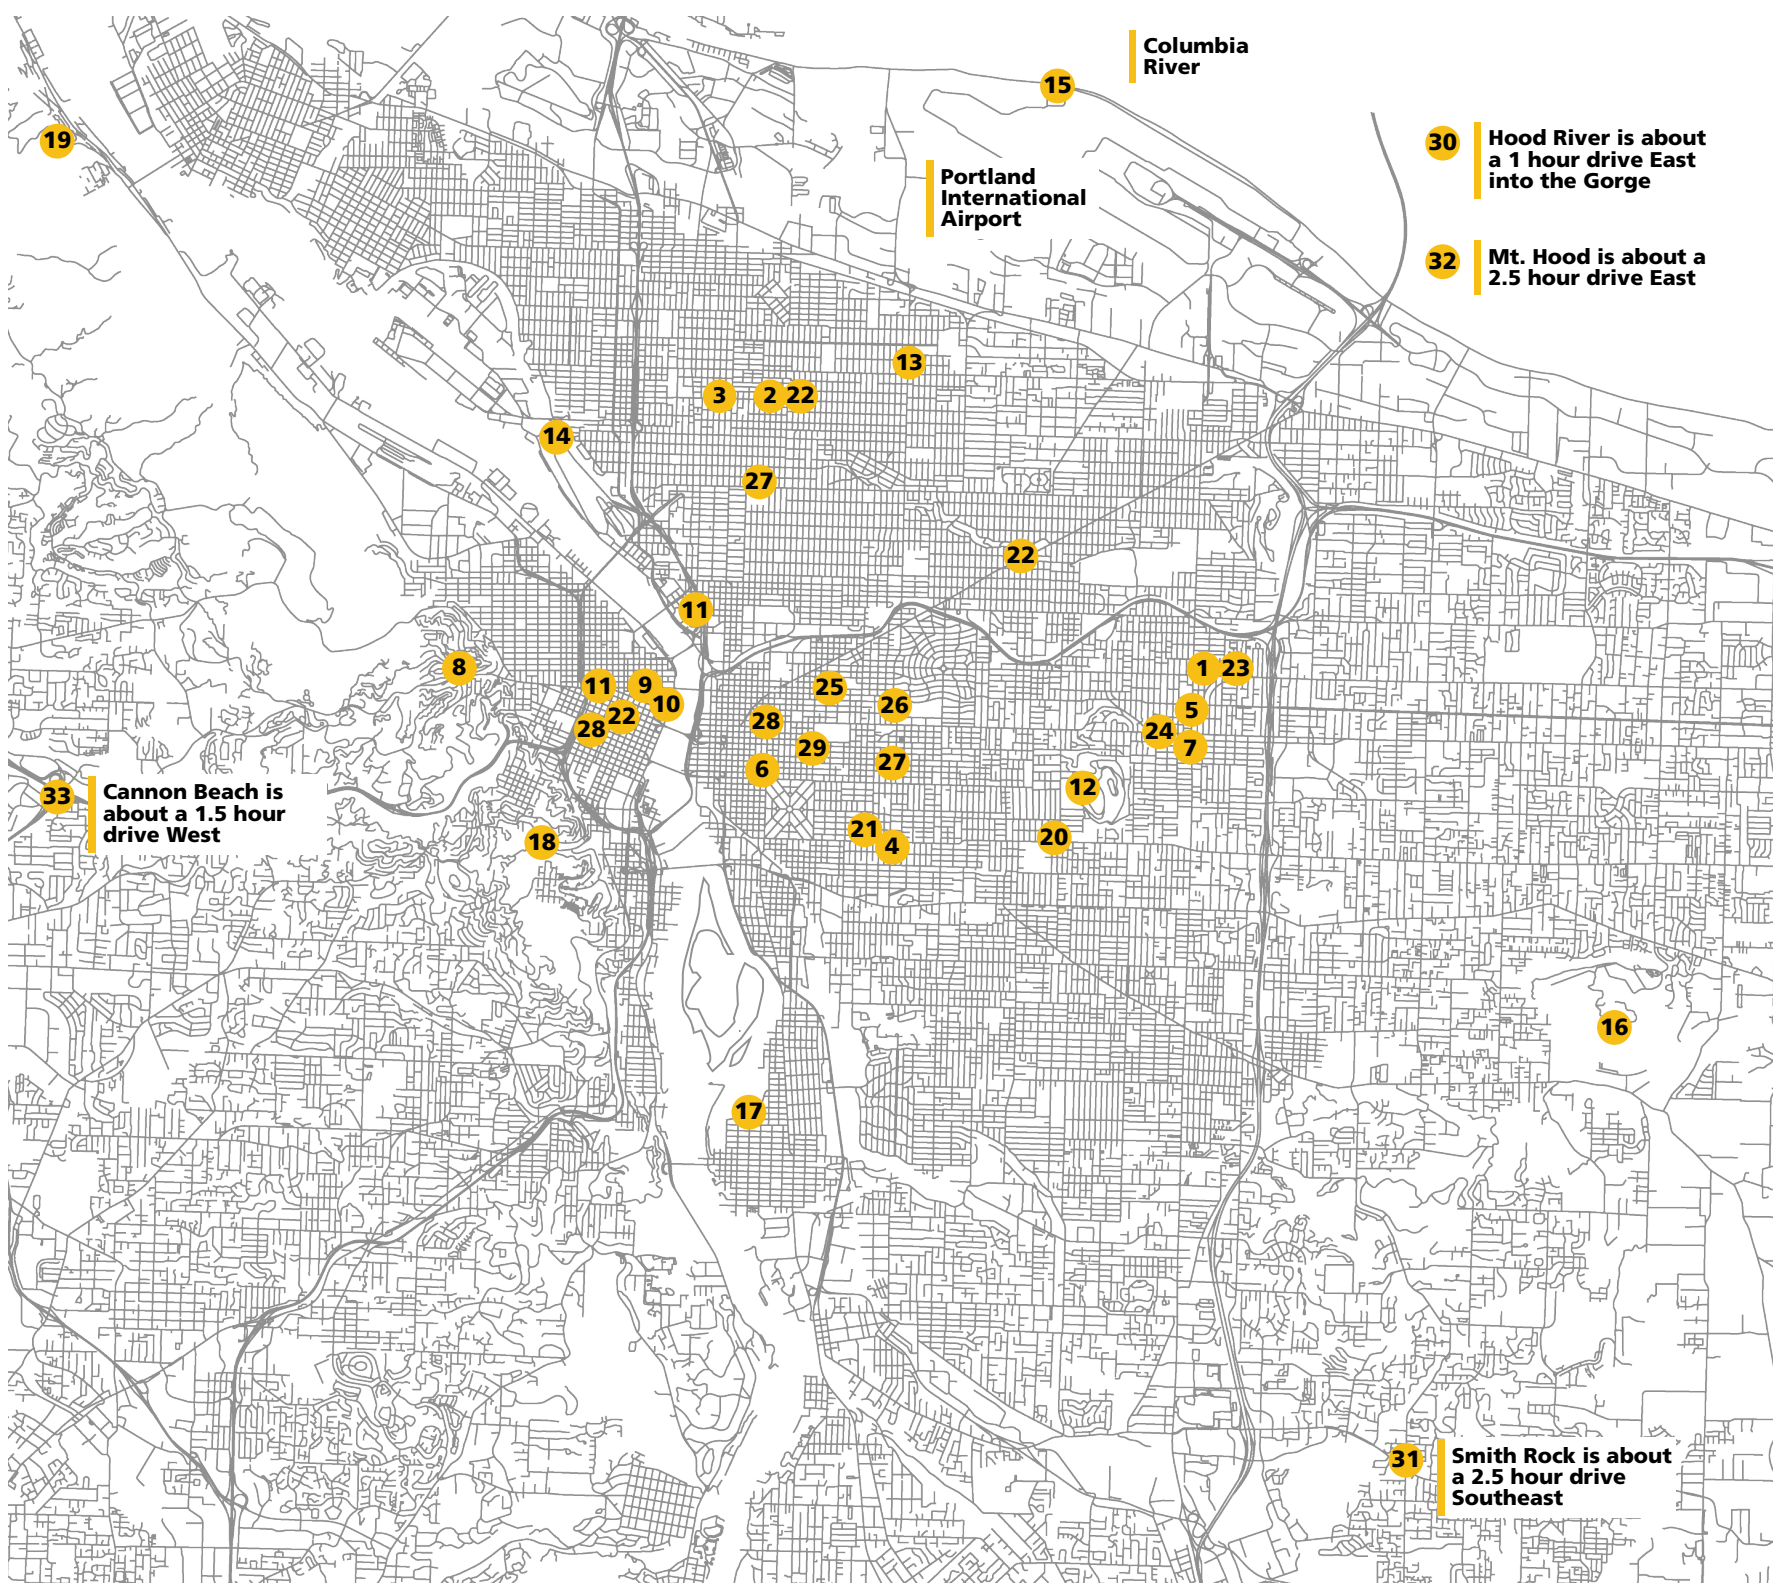 Columbia
River
15
19
30
Hood River is about
a 1 hour drive East
into the Gorge
Portland
International
Airport
32
Mt. Hood is about a
2.5 hour drive East
13
3
2
22
14
27
22
11
8
1
23
11
9
25
10
26
5
22
28
28
24
29
7
27
6
12
33
Cannon Beach is
about a 1.5 hour
drive West
21
20
18
4
16
17
31
Smith Rock is about
a 2.5 hour drive
Southeast